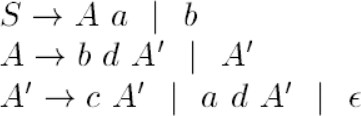 S → A a | b
A → b d A′ | A′
A′ → c A′ | a d A′ | ϵ